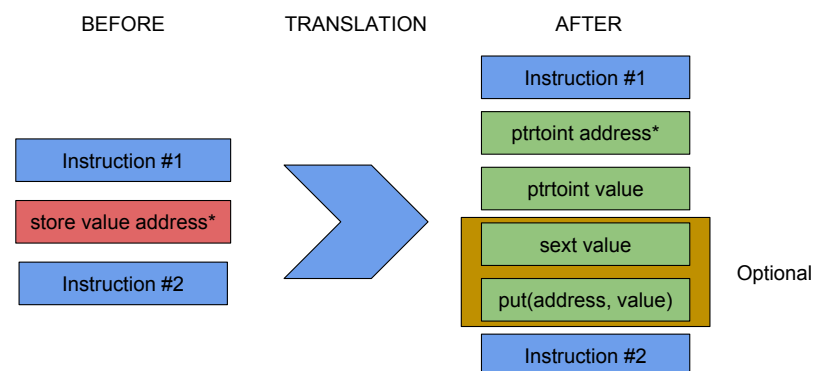 BEFORE
TRANSLATION
AFTER
Instruction #1
store value address*
Instruction #2
Instruction #1
ptrtoint address*
ptrtoint value
sext value
put(address, value)
Optional
Instruction #2